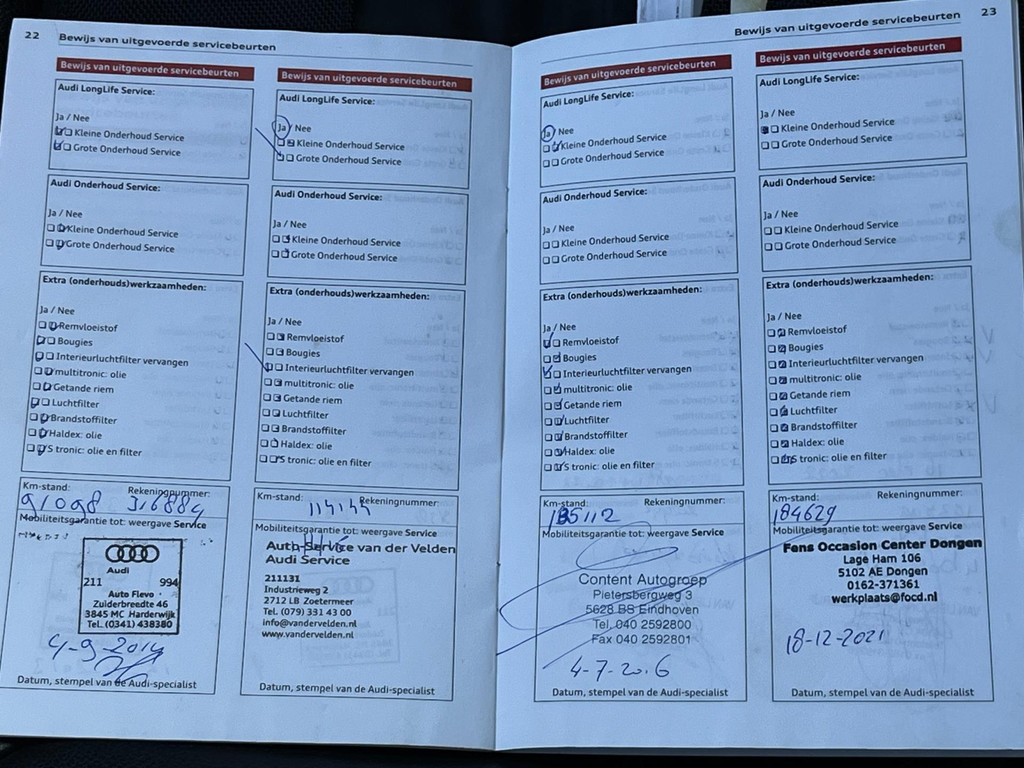 22 Bewijs van uitgevoerde servicebeurten
Bewijs van uitgevoerde servicebeurten
Audi LongLife Service:
Ja / Nee
Kleine Onderhoud Service
Grote Onderhoud Service
Audi Onderhoud Service:
Ja / Nee
Kleine Onderhoud Service
Grote Onderhoud Service
Extra (onderhouds)werkzaamheden:
Ja / Nee
Remvloeistof
Bougies
Interieurluchtfilter vervangen
multitronic: olie
Getande riem
Luchtfilter
Brandstoffilter
Haldex: olie
S tronic: olie en filter
Km-stand: Rekeningnummer:
91098 316884
Mobiliteitsgarantie tot: weergave Service
Audi
211 994
Auto Flevo
Zuiderbreedte 46
3845 MC Harderwijk
Tel. (0341) 438380
4-9-2014
Datum, stempel van de Audi-specialist
Bewijs van uitgevoerde servicebeurten
Audi LongLife Service:
Ja / Nee
Kleine Onderhoud Service
Grote Onderhoud Service
Audi Onderhoud Service:
Ja / Nee
Kleine Onderhoud Service
Grote Onderhoud Service
Extra (onderhouds)werkzaamheden:
Ja / Nee
Remvloeistof
Bougies
Interieurluchtfilter vervangen
multitronic: olie
Getande riem
Luchtfilter
Brandstoffilter
Haldex: olie
S tronic: olie en filter
Km-stand: Rekeningnummer:
114144
Mobiliteitsgarantie tot: weergave Service
Auto Service van der Velden
Audi Service
211131
Industrieweg 2
2712 LB Zoetermeer
Tel. (079) 331 43 00
info@vandervelden.nl
www.vandervelden.nl
Datum, stempel van de Audi-specialist
Bewijs van uitgevoerde servicebeurten 23
Bewijs van uitgevoerde servicebeurten
Audi LongLife Service:
Ja / Nee
Kleine Onderhoud Service
Grote Onderhoud Service
Audi Onderhoud Service:
Ja / Nee
Kleine Onderhoud Service
Grote Onderhoud Service
Extra (onderhouds)werkzaamheden:
Ja / Nee
Remvloeistof
Bougies
Interieurluchtfilter vervangen
multitronic: olie
Getande riem
Luchtfilter
Brandstoffilter
Haldex: olie
S tronic: olie en filter
Km-stand: Rekeningnummer:
Mobiliteitsgarantie tot: weergave Service
Content Autogroep
Pietersbergweg 3
5628 BS Eindhoven
Tel. 040 2592800
Fax 040 2592801
4-7-2016
Datum, stempel van de Audi-specialist
Bewijs van uitgevoerde servicebeurten
Audi LongLife Service:
Ja / Nee
Kleine Onderhoud Service
Grote Onderhoud Service
Audi Onderhoud Service:
Ja / Nee
Kleine Onderhoud Service
Grote Onderhoud Service
Extra (onderhouds)werkzaamheden:
Ja / Nee
Remvloeistof
Bougies
Interieurluchtfilter vervangen
multitronic: olie
Getande riem
Luchtfilter
Brandstoffilter
Haldex: olie
S tronic: olie en filter
Km-stand: Rekeningnummer:
184629
Mobiliteitsgarantie tot: weergave Service
Fens Occasion Center Dongen
Lage Ham 106
5102 AE Dongen
0162-371361
werkplaats@focd.nl
18-12-2021
Datum, stempel van de Audi-specialist